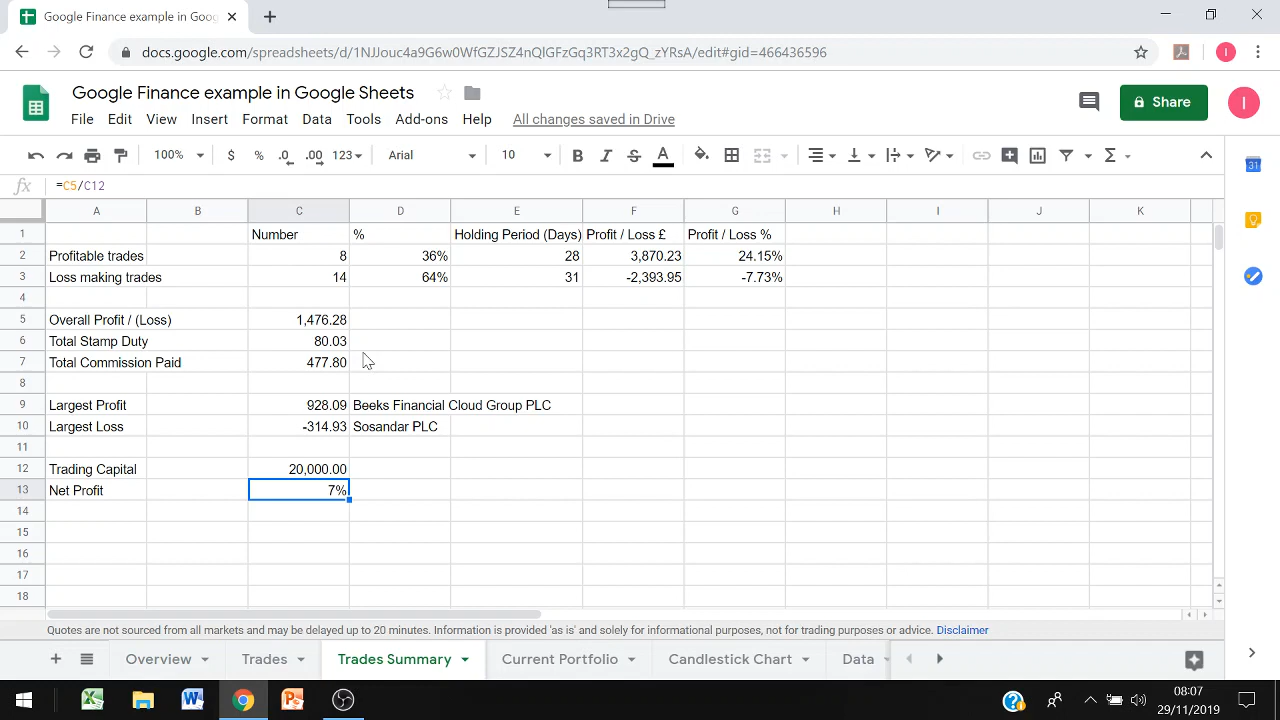 Google Finance example in Goog
docs.google.com/spreadsheets/d/1NJJouc4a9G6w0WfGZJSZ4nQlGFzGq3RT3x2gQ_zYRsA/edit#gid=466436596
Google Finance example in Google Sheets
File Edit View Insert Format Data Tools Add-ons Help All changes saved in Drive
Share
I
I
100% $ % .0 .00 123 Arial 10 B I S A Σ
31
fx =C5/C12
A B C D E F G H I J K
1 Number % Holding Period (Days) Profit / Loss £ Profit / Loss %
2 Profitable trades 8 36% 28 3,870.23 24.15%
3 Loss making trades 14 64% 31 -2,393.95 -7.73%
4
5 Overall Profit / (Loss) 1,476.28
6 Total Stamp Duty 80.03
7 Total Commission Paid 477.80
8
9 Largest Profit 928.09 Beeks Financial Cloud Group PLC
10 Largest Loss -314.93 Sosandar PLC
11
12 Trading Capital 20,000.00
13 Net Profit 7%
14
15
16
17
18
Quotes are not sourced from all markets and may be delayed up to 20 minutes. Information is provided 'as is' and solely for informational purposes, not for trading purposes or advice. Disclaimer
Overview Trades Trades Summary Current Portfolio Candlestick Chart Data
08:07
29/11/2019